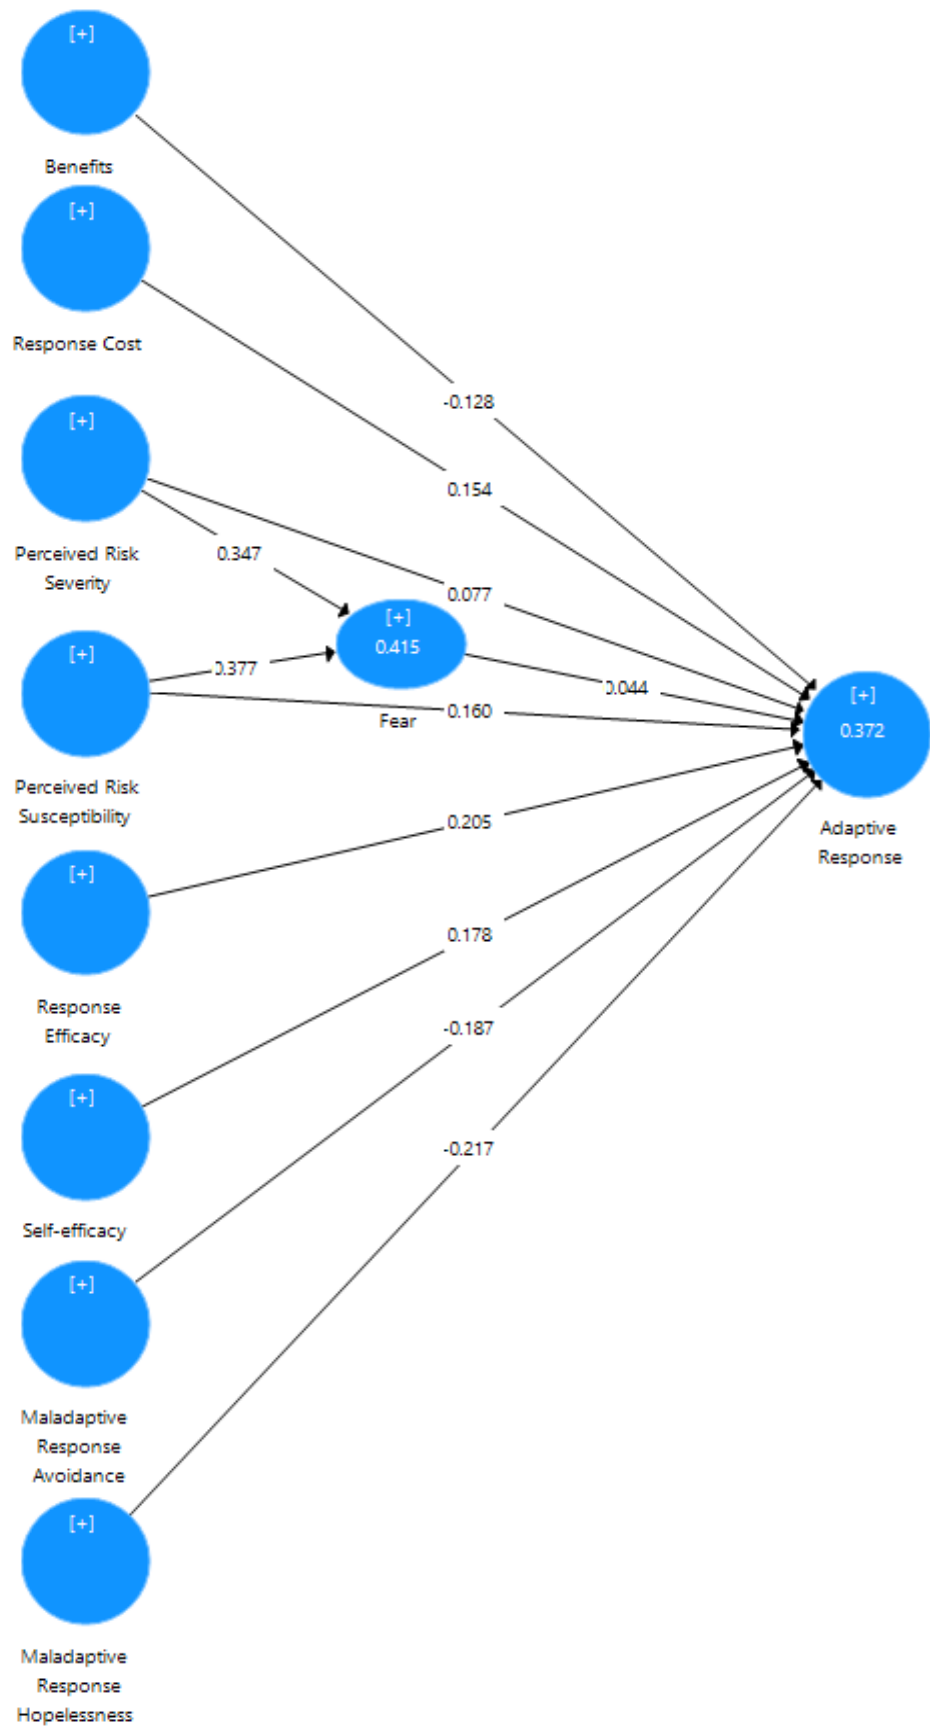 [+]
Benefits
[+]
Response Cost
[+]
Perceived Risk
Severity
[+]
Perceived Risk
Susceptibility
[+]
Response
Efficacy
[+]
Self-efficacy
[+]
Maladaptive
Response
Avoidance
[+]
Maladaptive
Response
Hopelessness
-0.128
0.154
0.347
0.077
0.377
[+]
0.415
Fear
0.044
0.160
0.205
0.178
-0.187
-0.217
[+]
0.372
Adaptive
Response